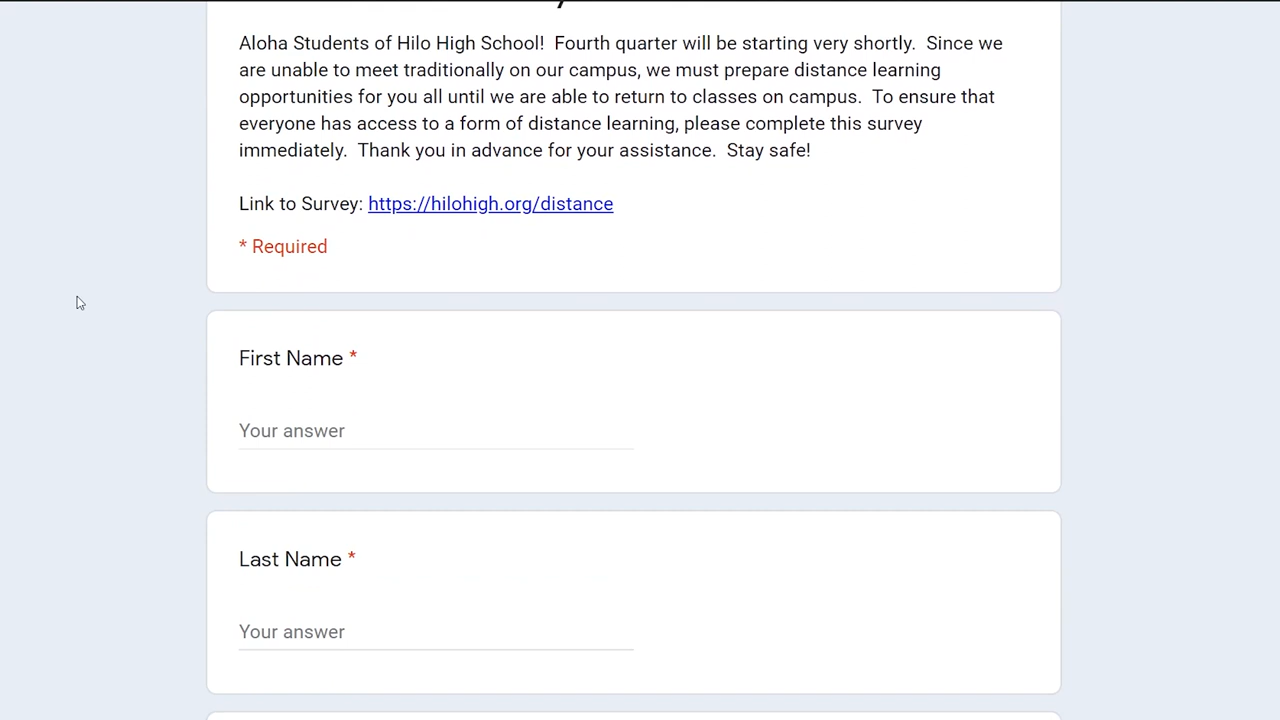 Aloha Students of Hilo High School!  Fourth quarter will be starting very shortly.  Since we
are unable to meet traditionally on our campus, we must prepare distance learning
opportunities for you all until we are able to return to classes on campus.  To ensure that
everyone has access to a form of distance learning, please complete this survey
immediately.  Thank you in advance for your assistance.  Stay safe!
Link to Survey: https://hilohigh.org/distance
* Required
First Name *
Your answer
Last Name *
Your answer